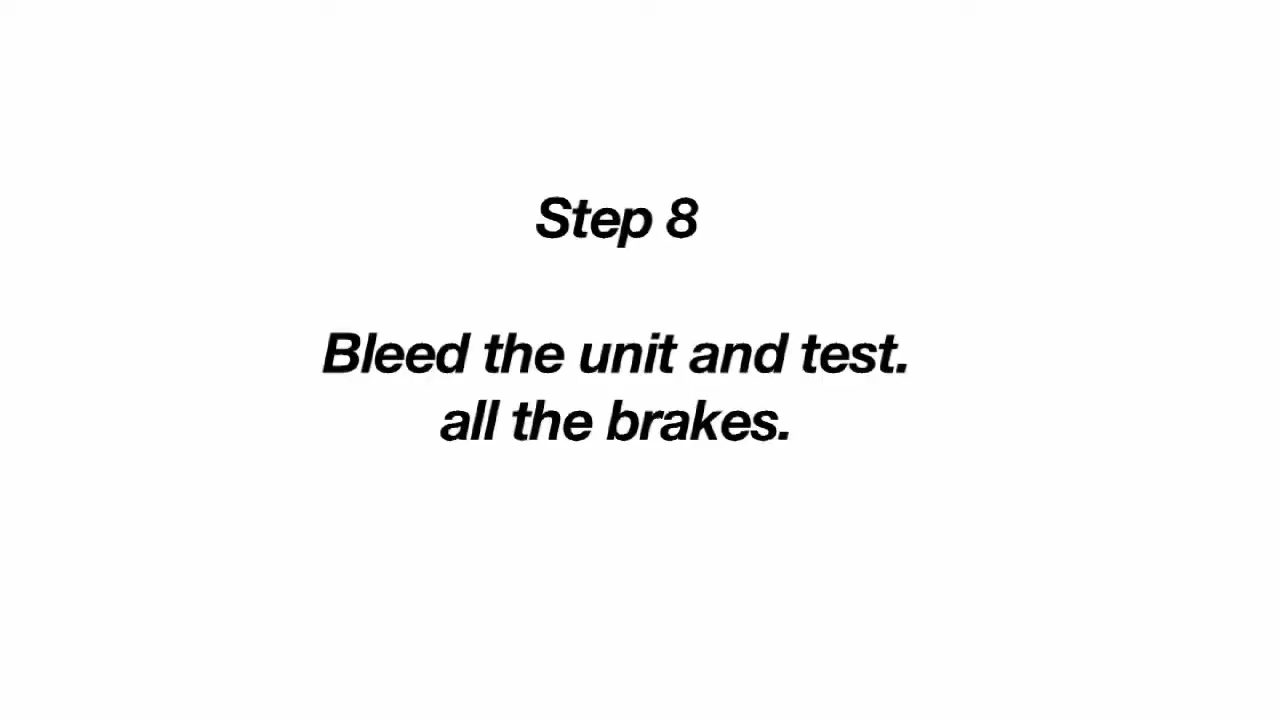 Step 8
Bleed the unit and test.
all the brakes.